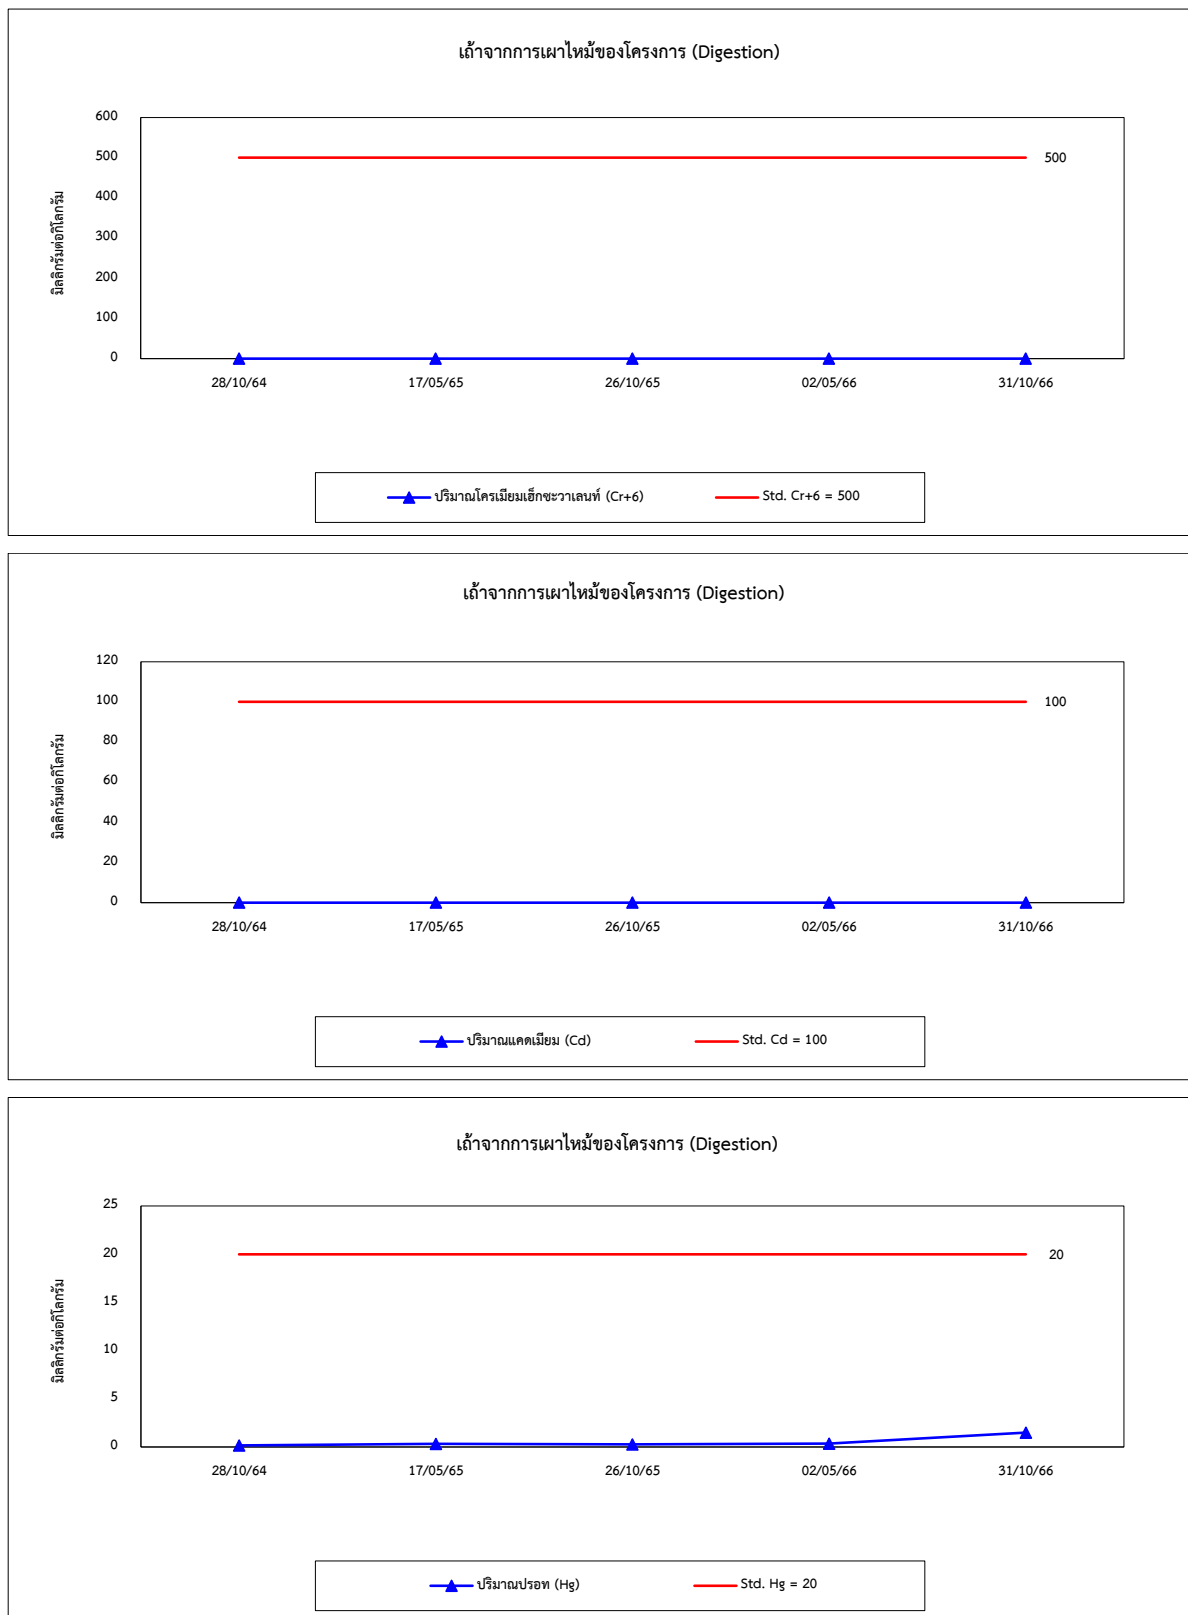 เถ้าจากการเผาไหม้ของโครงการ (Digestion)
600
500
400
300
200
100
0
มิลลิกรัมต่อกิโลกรัม
500
28/10/64 17/05/65 26/10/65 02/05/66 31/10/66
ปริมาณโครเมียมเฮ็กซะวาเลนท์ (Cr+6) Std. Cr+6 = 500
เถ้าจากการเผาไหม้ของโครงการ (Digestion)
120
100
80
60
40
20
0
มิลลิกรัมต่อกิโลกรัม
100
28/10/64 17/05/65 26/10/65 02/05/66 31/10/66
ปริมาณแคดเมียม (Cd) Std. Cd = 100
เถ้าจากการเผาไหม้ของโครงการ (Digestion)
25
20
15
10
5
0
มิลลิกรัมต่อกิโลกรัม
20
28/10/64 17/05/65 26/10/65 02/05/66 31/10/66
ปริมาณปรอท (Hg) Std. Hg = 20